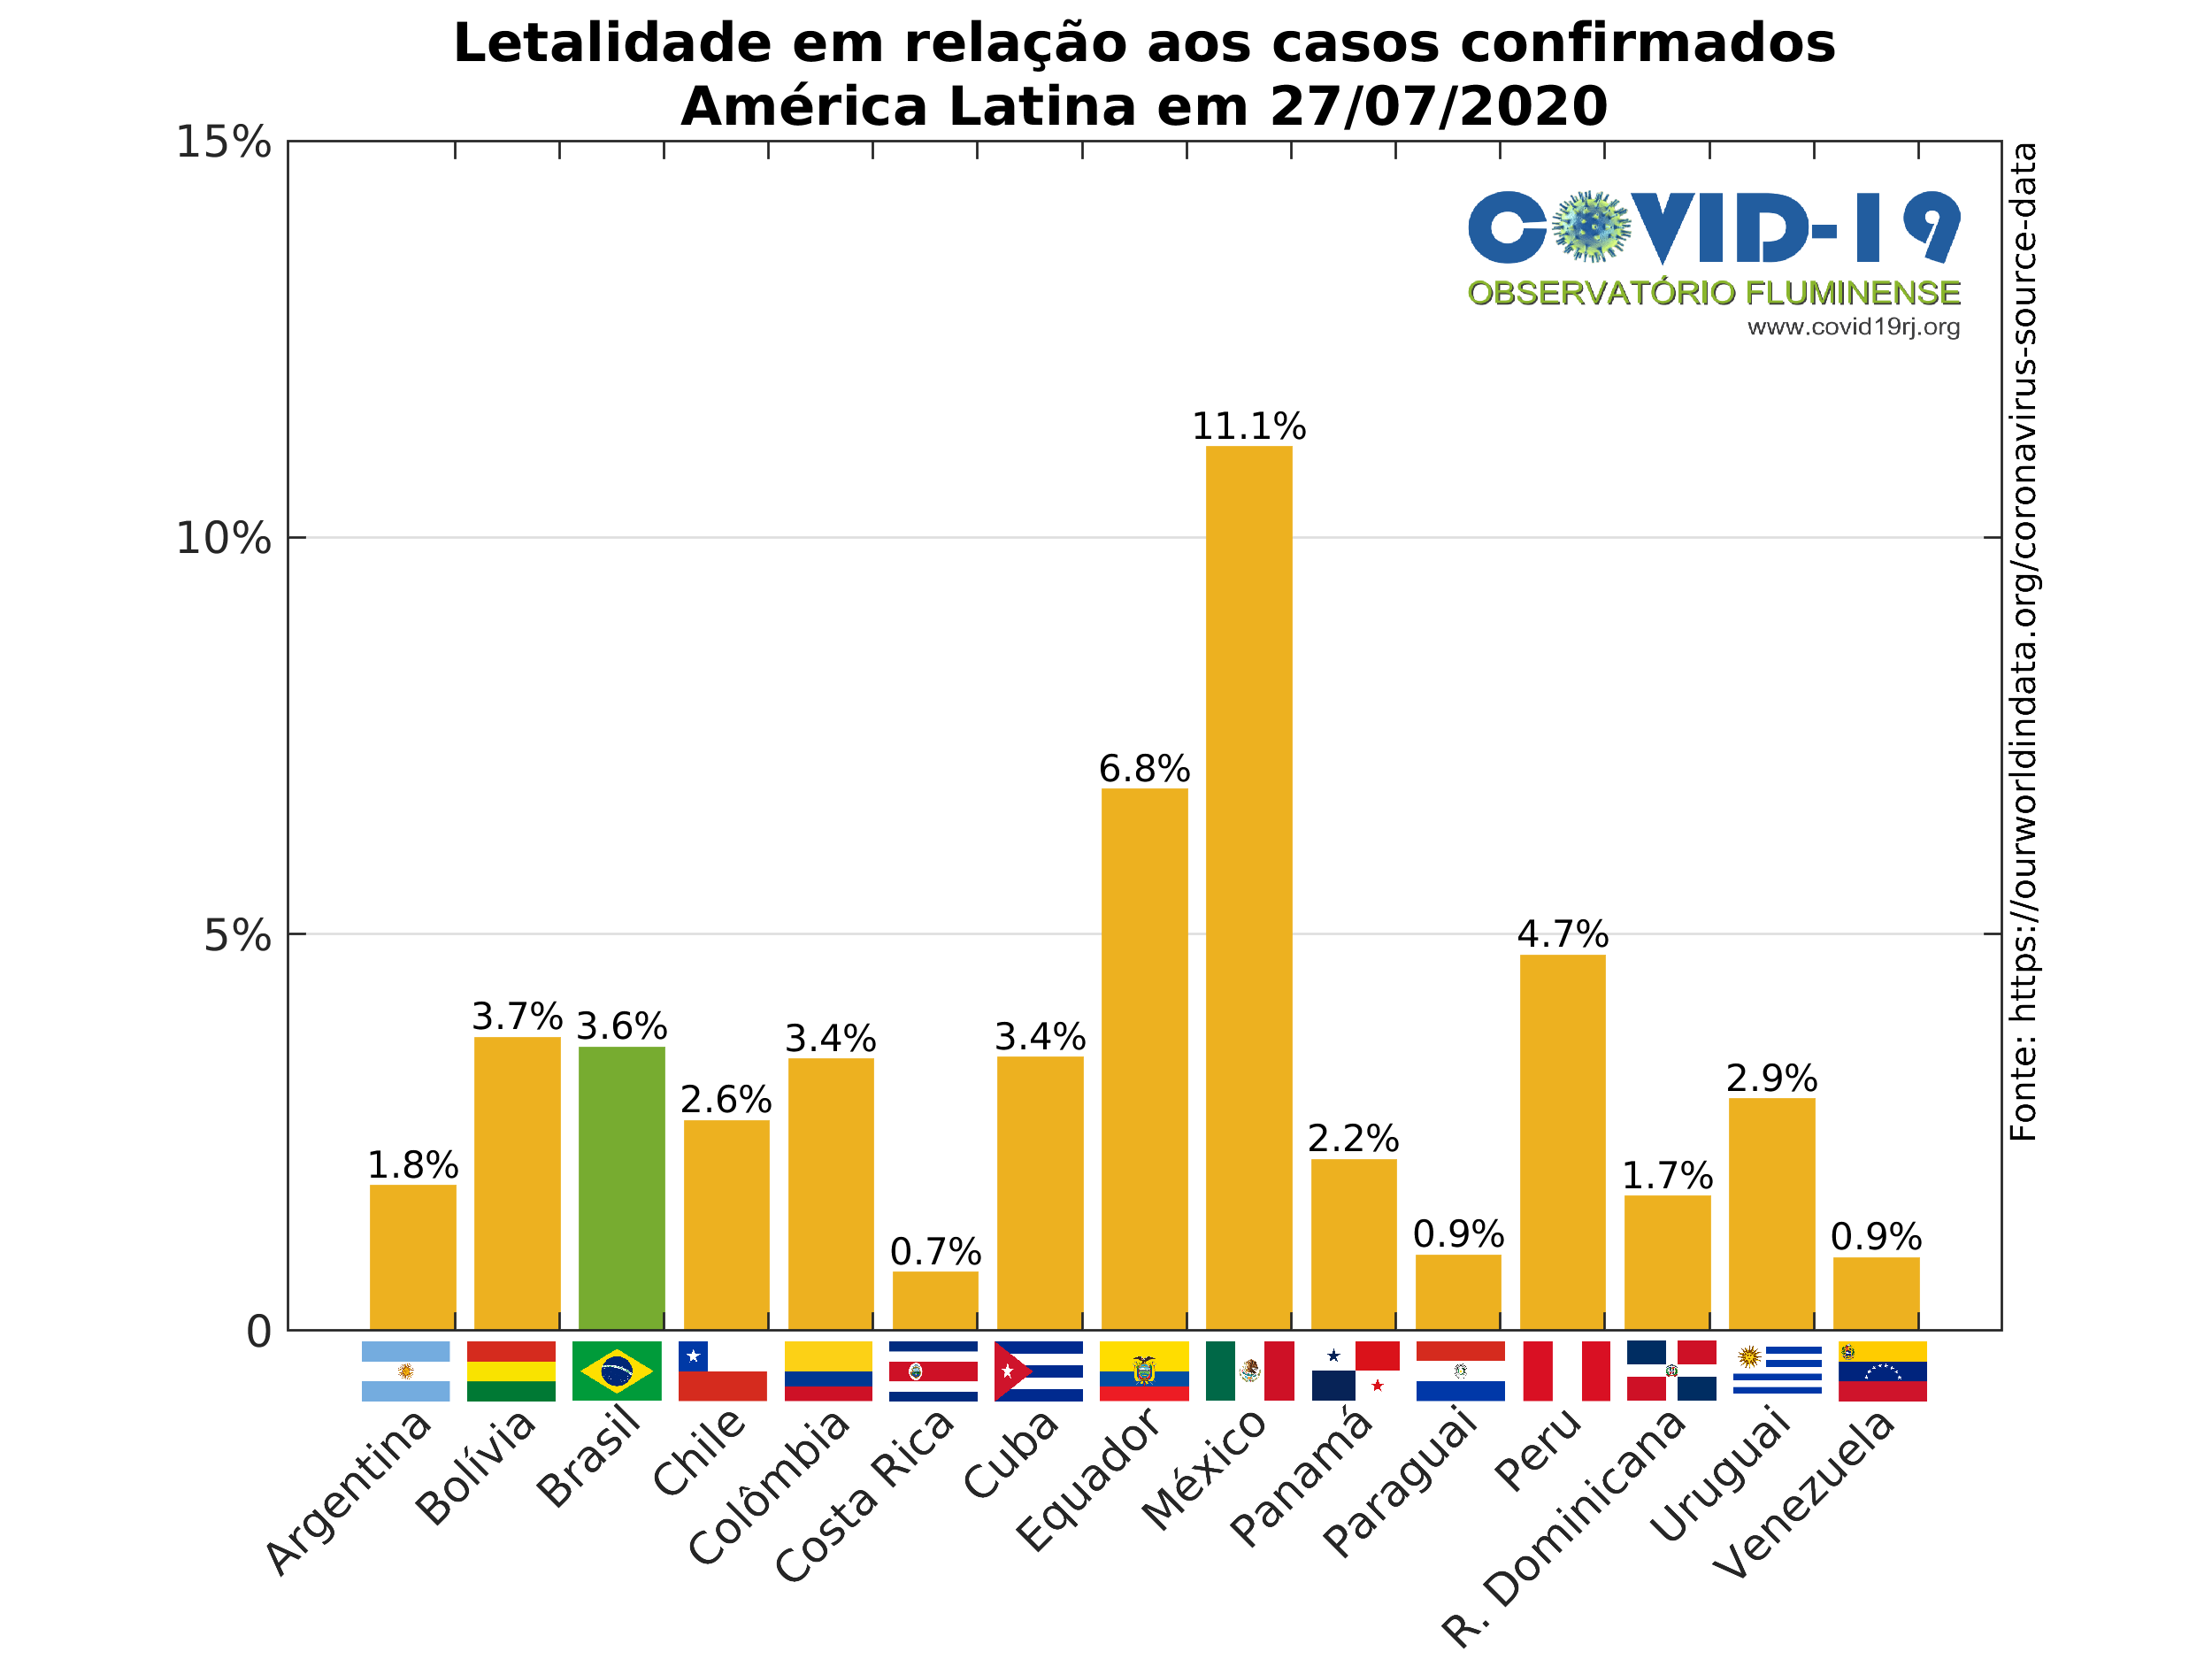 Letalidade em relação aos casos confirmados
América Latina em 27/07/2020
15%
10%
5%
0
COVID-19
OBSERVATÓRIO FLUMINENSE
www.covid19rj.org
Fonte: https://ourworldindata.org/coronavirus-source-data
1.8%
3.7%
3.6%
2.6%
3.4%
0.7%
3.4%
6.8%
11.1%
2.2%
0.9%
4.7%
1.7%
2.9%
0.9%
Argentina
Bolívia
Brasil
Chile
Colômbia
Costa Rica
Cuba
Equador
México
Panamá
Paraguai
Peru
R. Dominicana
Uruguai
Venezuela